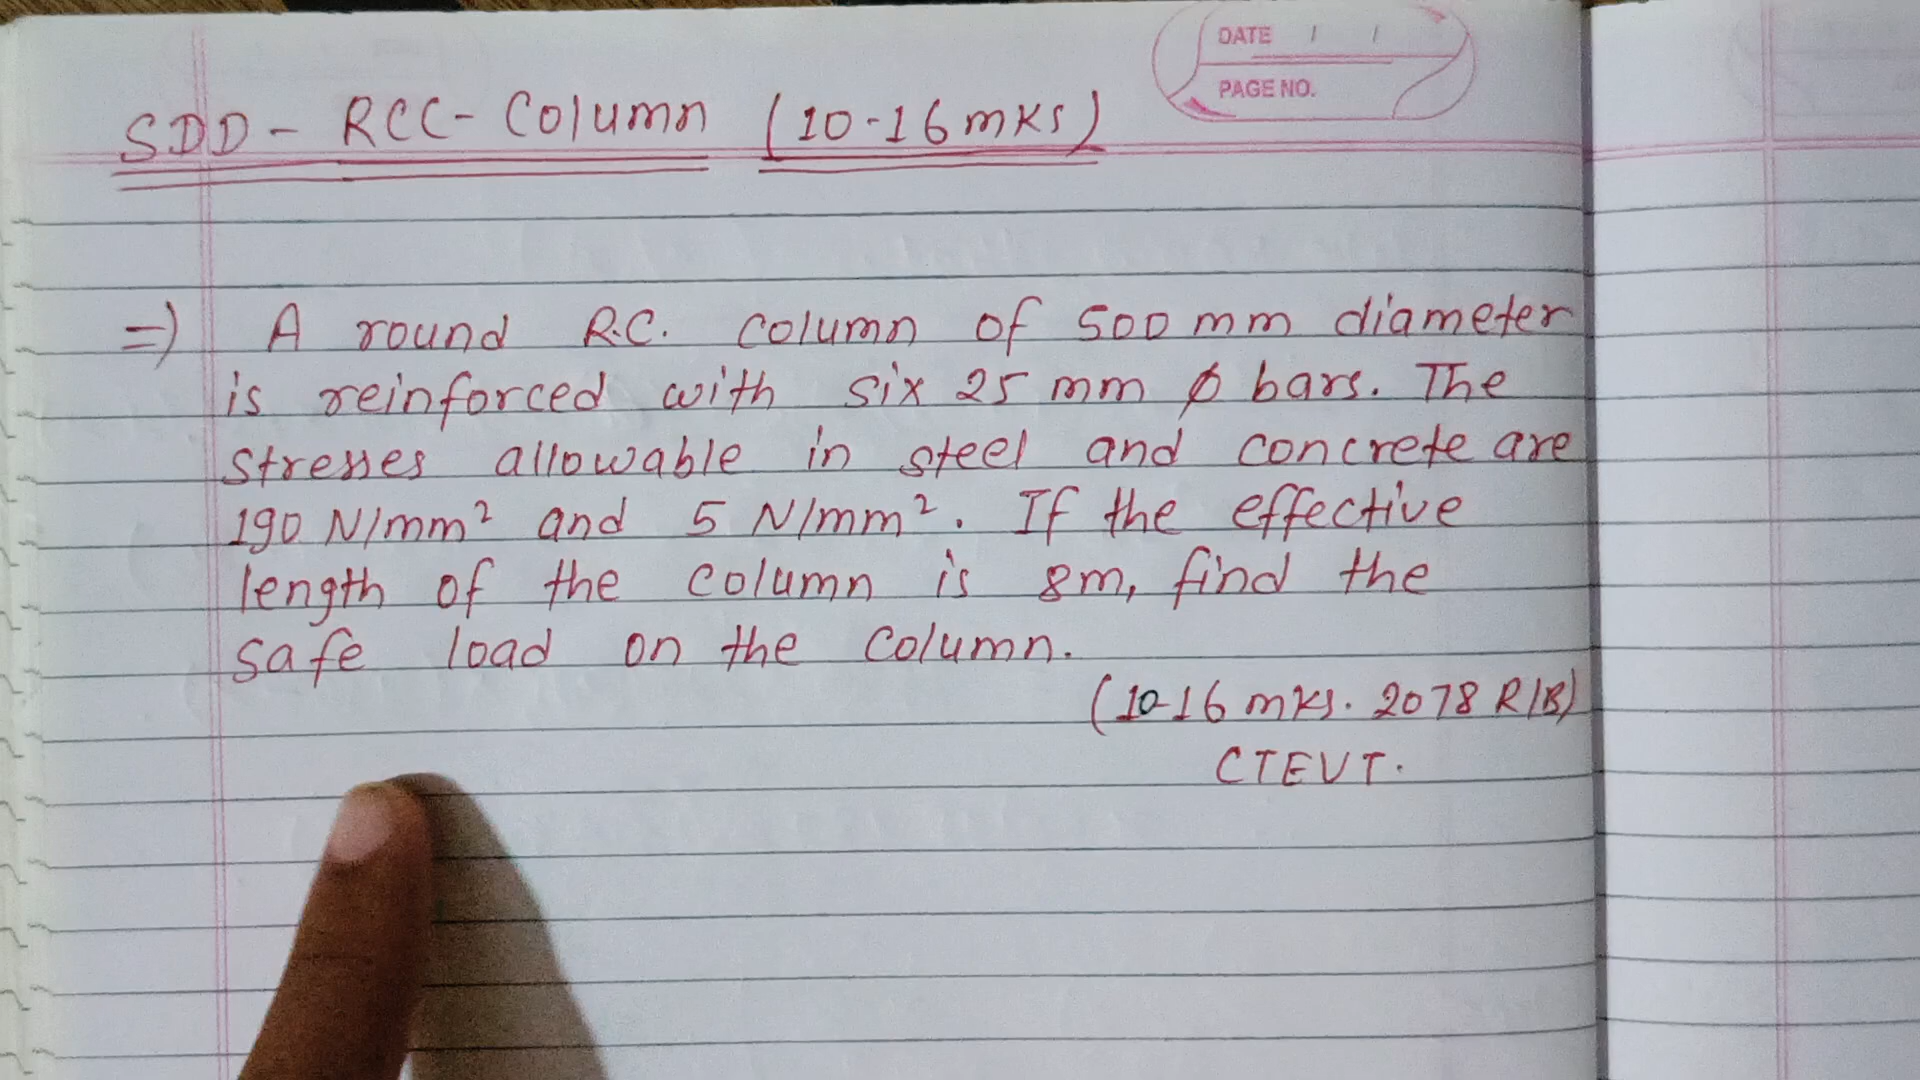 DATE / /
PAGE NO.
SDD - RCC - Column (10-16 mks)
=) A round R.C. column of 500 mm diameter
is reinforced with six 25 mm ϕ bars. The
stresses allowable in steel and concrete are
190 N/mm² and 5 N/mm². If the effective
length of the column is 8m, find the
safe load on the column.
(10-16 mks. 2078 R/B)
CTEVT.